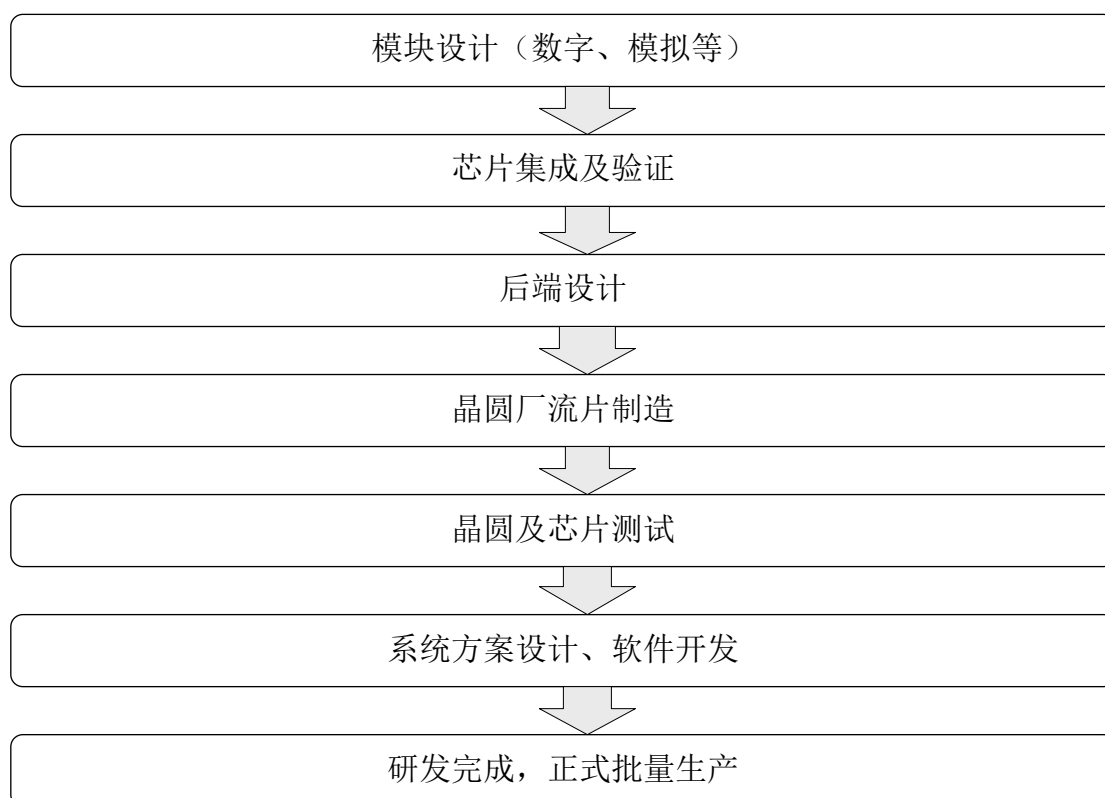 模块设计（数字、模拟等）
芯片集成及验证
后端设计
晶圆厂流片制造
晶圆及芯片测试
系统方案设计、软件开发
研发完成，正式批量生产